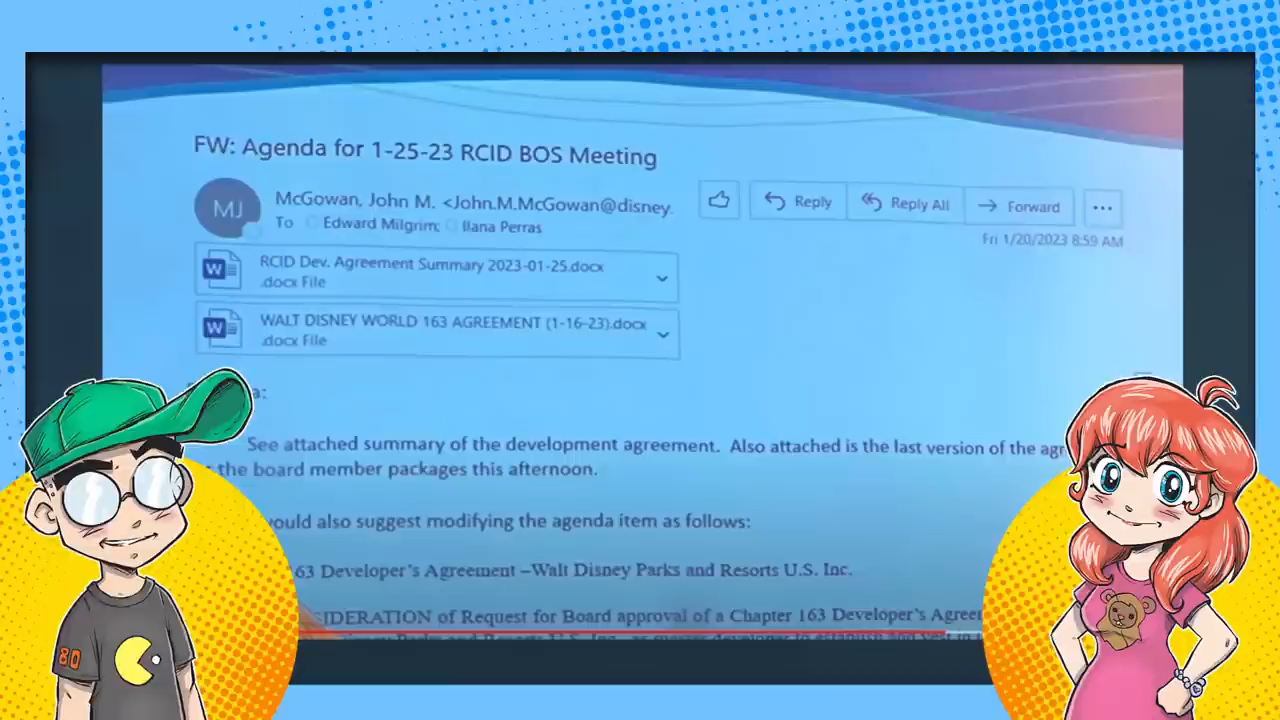 FW: Agenda for 1-25-23 RCID BOS Meeting
MJ
McGowan, John M. <John.M.McGowan@disney.
To Edward Milgrim; Ilana Perras
Reply
Reply All
Forward
...
Fri 1/20/2023 8:59 AM
RCID Dev. Agreement Summary 2023-01-25.docx
.docx File
WALT DISNEY WORLD 163 AGREEMENT (1-16-23).docx
.docx File
a:
See attached summary of the development agreement. Also attached is the last version of the agr
the board member packages this afternoon.
ould also suggest modifying the agenda item as follows:
63 Developer's Agreement –Walt Disney Parks and Resorts U.S. Inc.
IDERATION of Request for Board approval of a Chapter 163 Developer's Agree
80